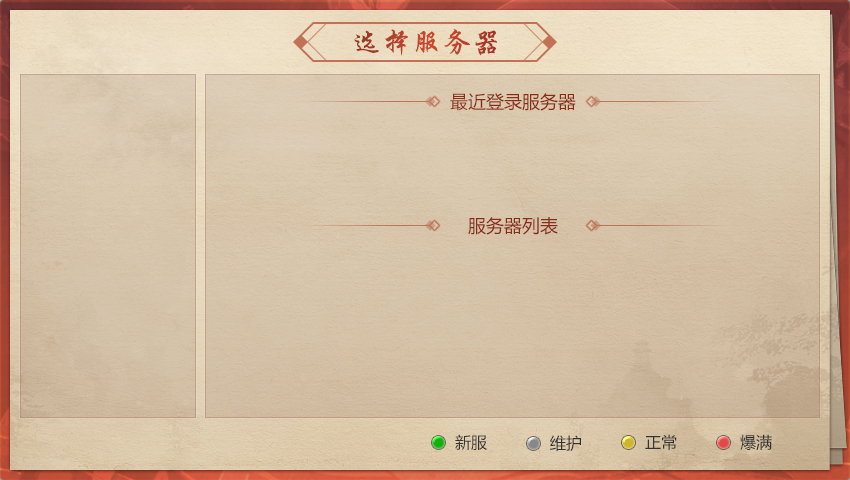 选择服务器
最近登录服务器
服务器列表
新服 维护 正常 爆满